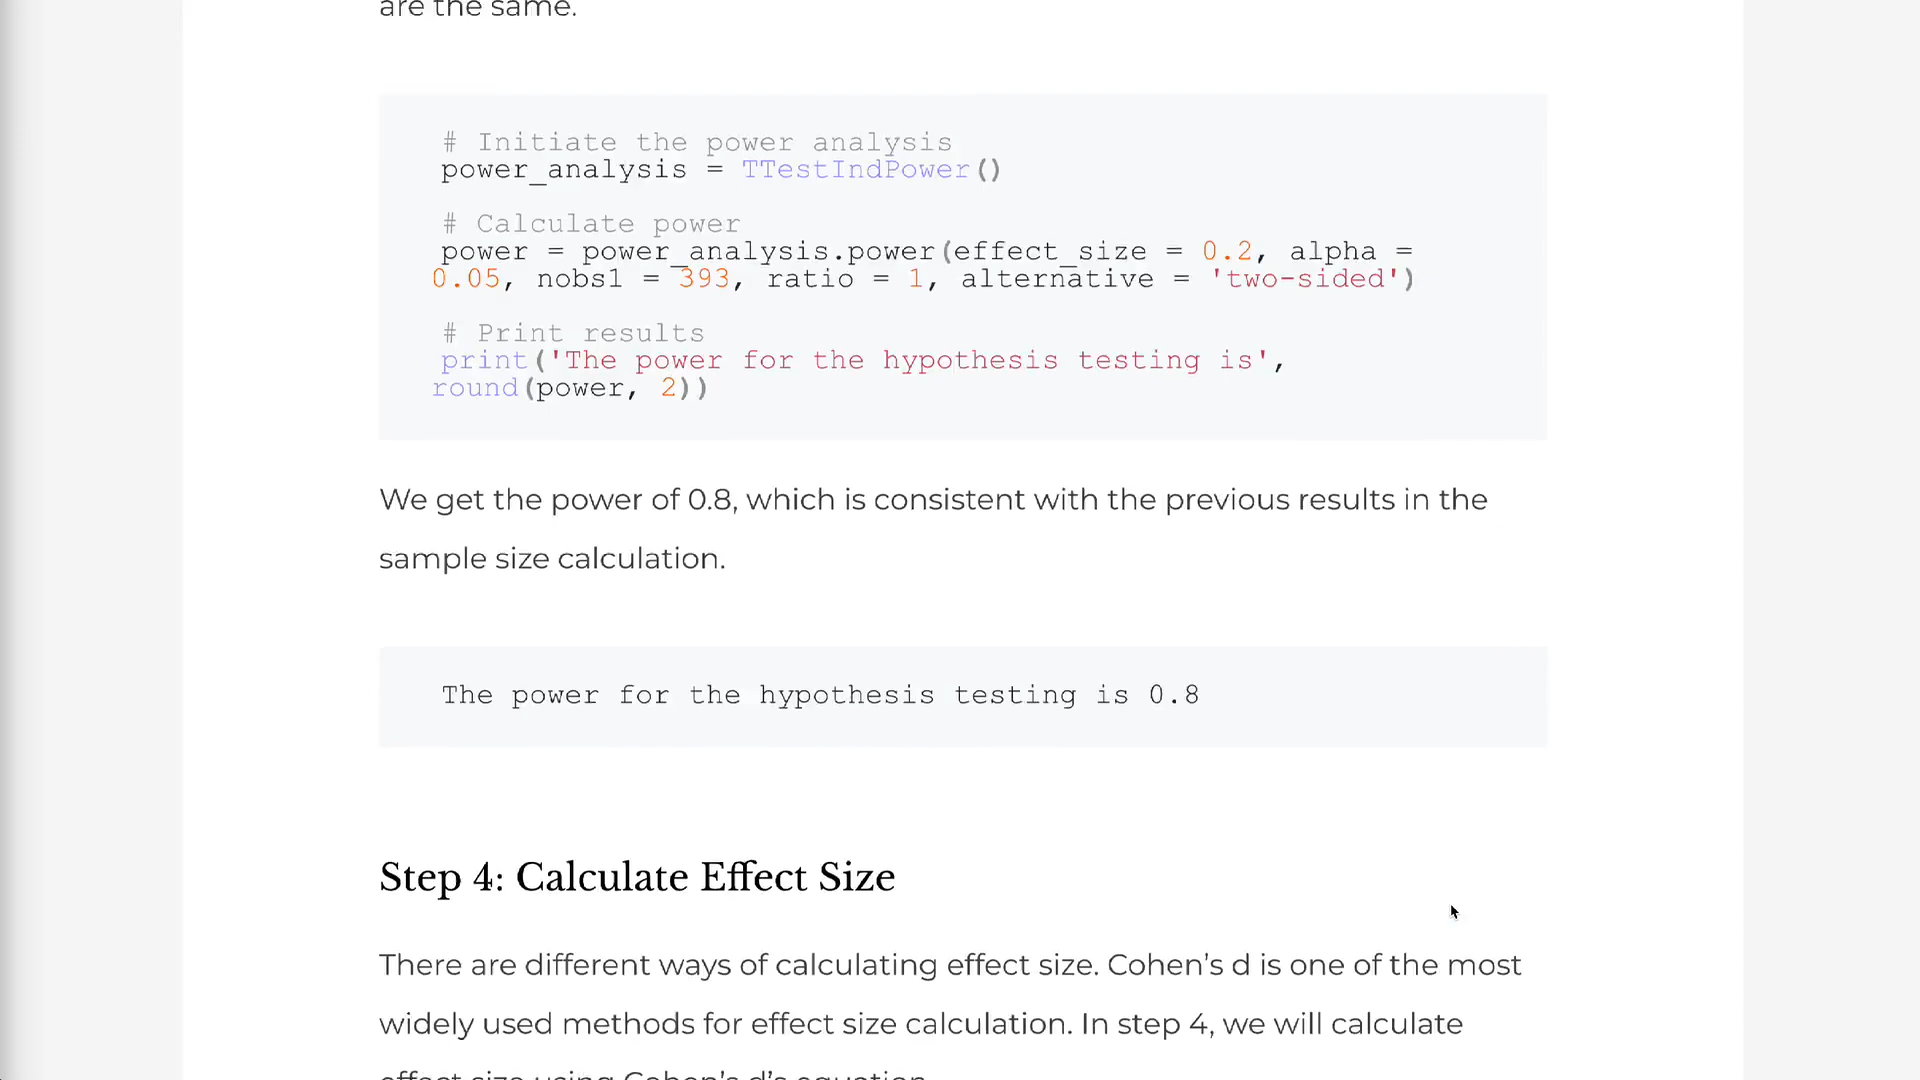 are the same.
# Initiate the power analysis
power_analysis = TTestIndPower()
# Calculate power
power = power_analysis.power(effect_size = 0.2, alpha =
0.05, nobs1 = 393, ratio = 1, alternative = 'two-sided')
# Print results
print('The power for the hypothesis testing is',
round(power, 2))
We get the power of 0.8, which is consistent with the previous results in the
sample size calculation.
The power for the hypothesis testing is 0.8
Step 4: Calculate Effect Size
There are different ways of calculating effect size. Cohen’s d is one of the most
widely used methods for effect size calculation. In step 4, we will calculate
effect size using Cohen’s d’s equation